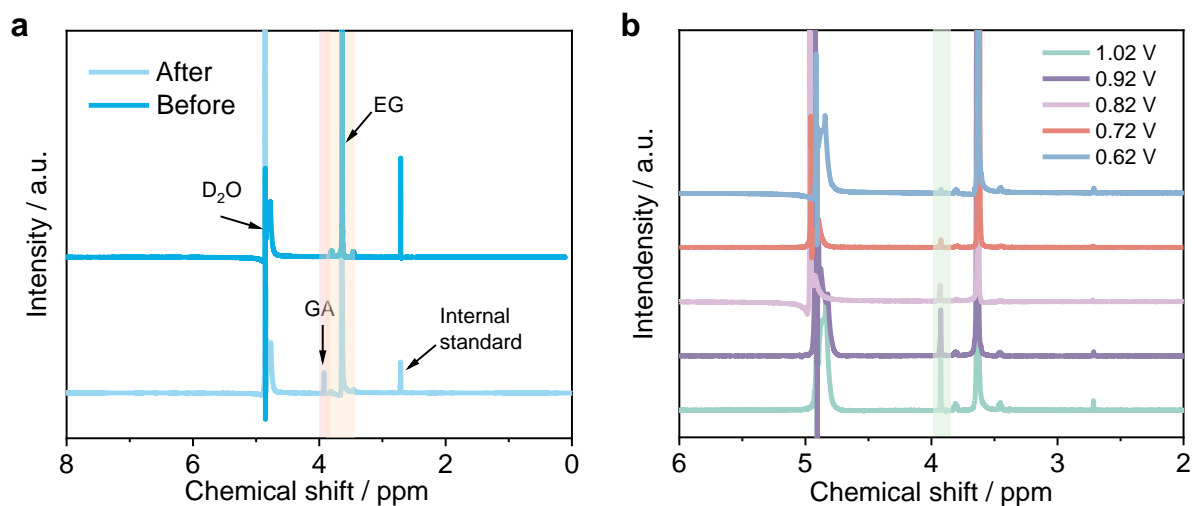 a
After
Before
EG
D₂O
GA
Internal
standard
Intensity / a.u.
8
6
4
2
0
Chemical shift / ppm
b
1.02 V
0.92 V
0.82 V
0.72 V
0.62 V
Intendensity / a.u.
6
5
4
3
2
Chemical shift / ppm